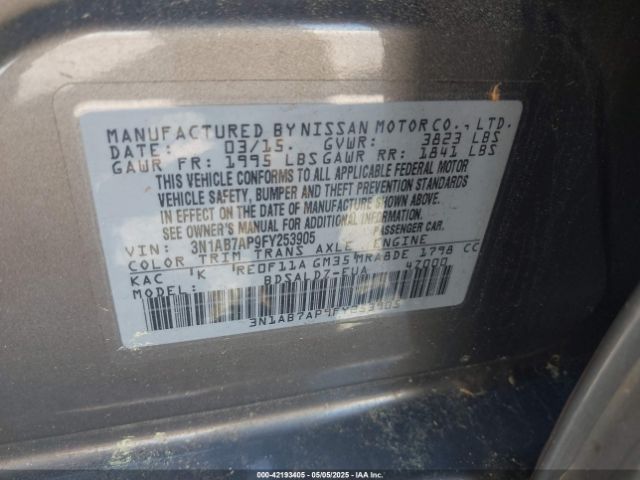 MANUFACTURED BY NISSAN MOTOR CO., LTD.
DATE: 03/15. GVWR: 3823 LBS
GAWR FR: 1995 LBS GAWR RR: 1841 LBS
THIS VEHICLE CONFORMS TO ALL APPLICABLE FEDERAL MOTOR
VEHICLE SAFETY, BUMPER AND THEFT PREVENTION STANDARDS
IN EFFECT ON THE DATE OF MANUFACTURE SHOWN ABOVE.
SEE OWNER'S MANUAL FOR ADDITIONAL INFORMATION.
VIN: 3N1AB7AP9FY253905 PASSENGER CAR
COLOR TRIM TRANS AXLE ENGINE
KAC K RE0F11A GM35 MRA8DE 1798 CC
MODEL: BDSALD7-EUA 47000
3N1AB7AP9FY253905
000-42193405 - 05/05/2025 - IAAI.COM